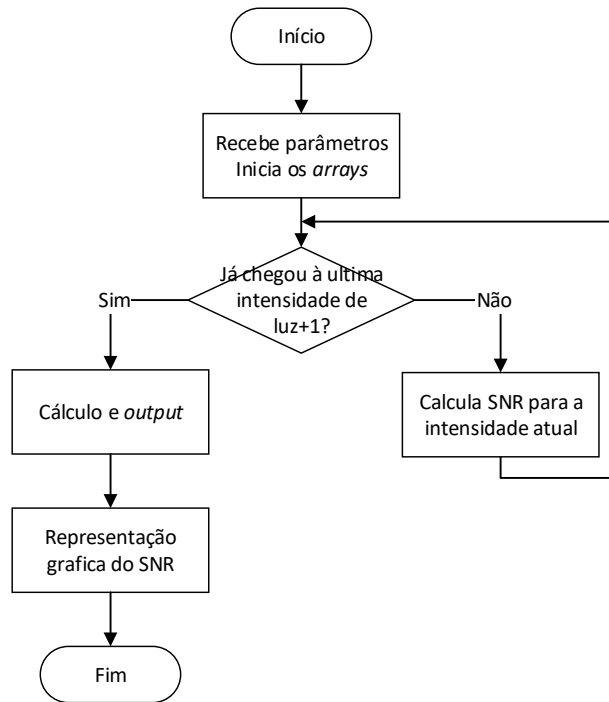 Início
Recebe parâmetros
Inicia os arrays
Já chegou à ultima
intensidade de
luz+1?
Sim
Não
Cálculo e output
Calcula SNR para a
intensidade atual
Representação
grafica do SNR
Fim